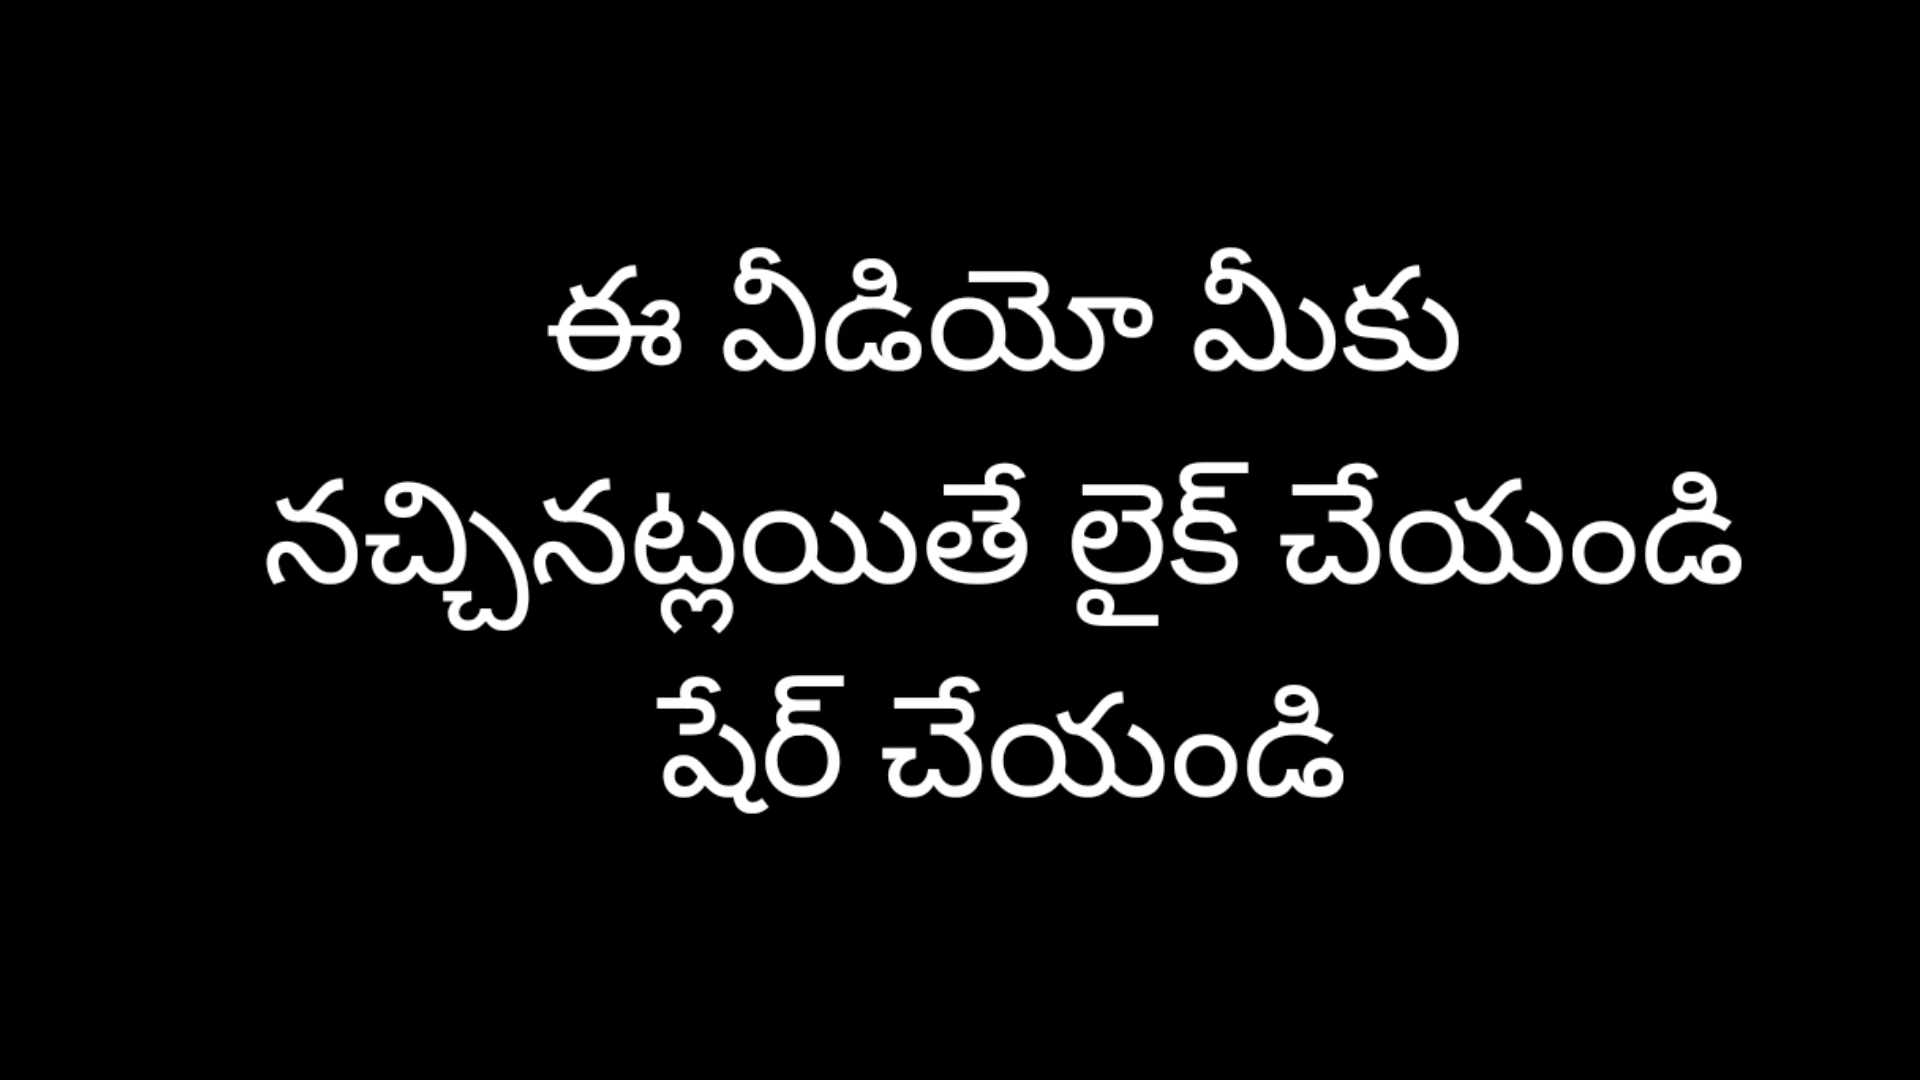 ఈ వీడియో మీకు
నచ్చినట్లయితే లైక్ చేయండి
షేర్ చేయండి